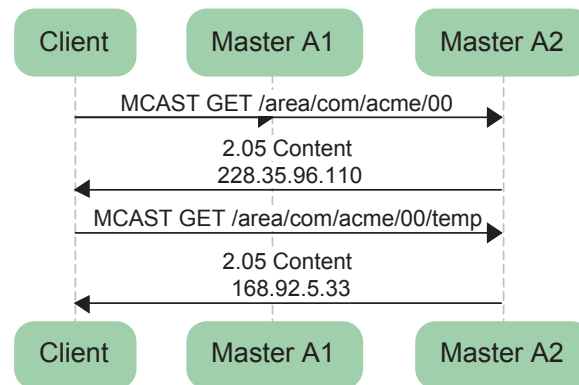 Client Master A1 Master A2
MCAST GET /area/com/acme/00
2.05 Content
228.35.96.110
MCAST GET /area/com/acme/00/temp
2.05 Content
168.92.5.33
Client Master A1 Master A2